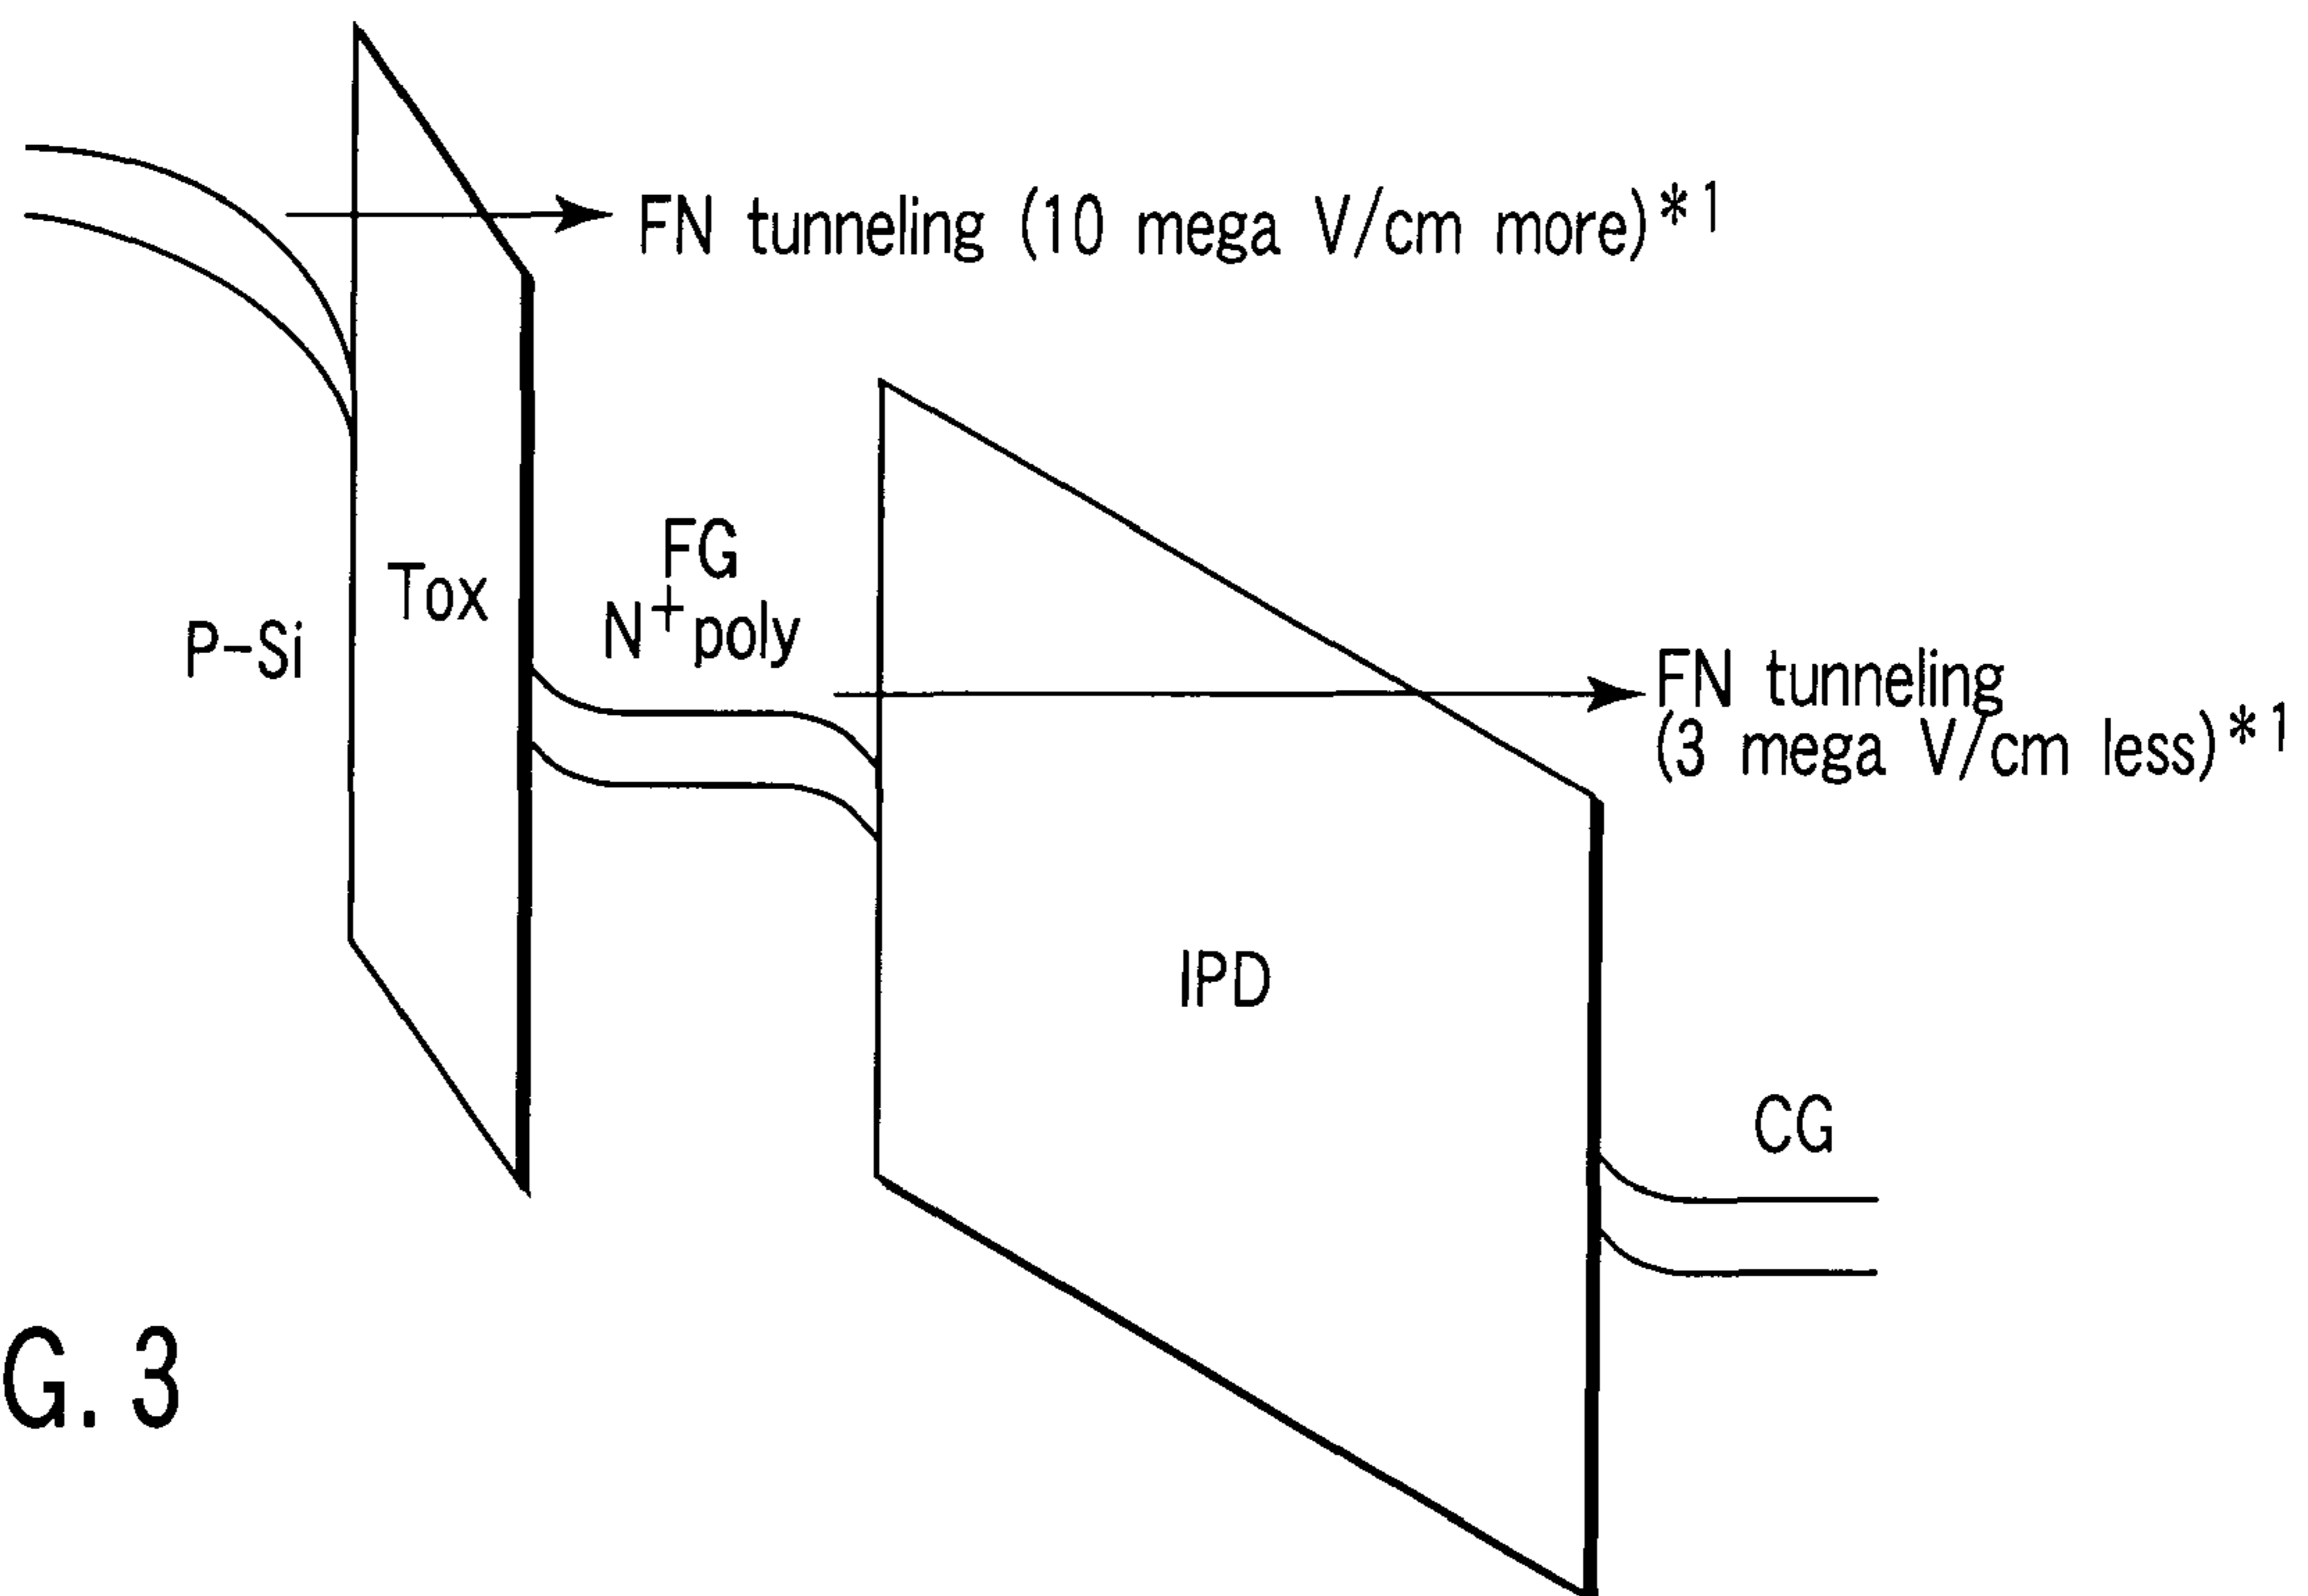 FN tunneling (10 mega V/cm more)*1
FG
N+poly
Tox
P-Si
FN tunneling
(3 mega V/cm less)*1
IPD
CG
G. 3